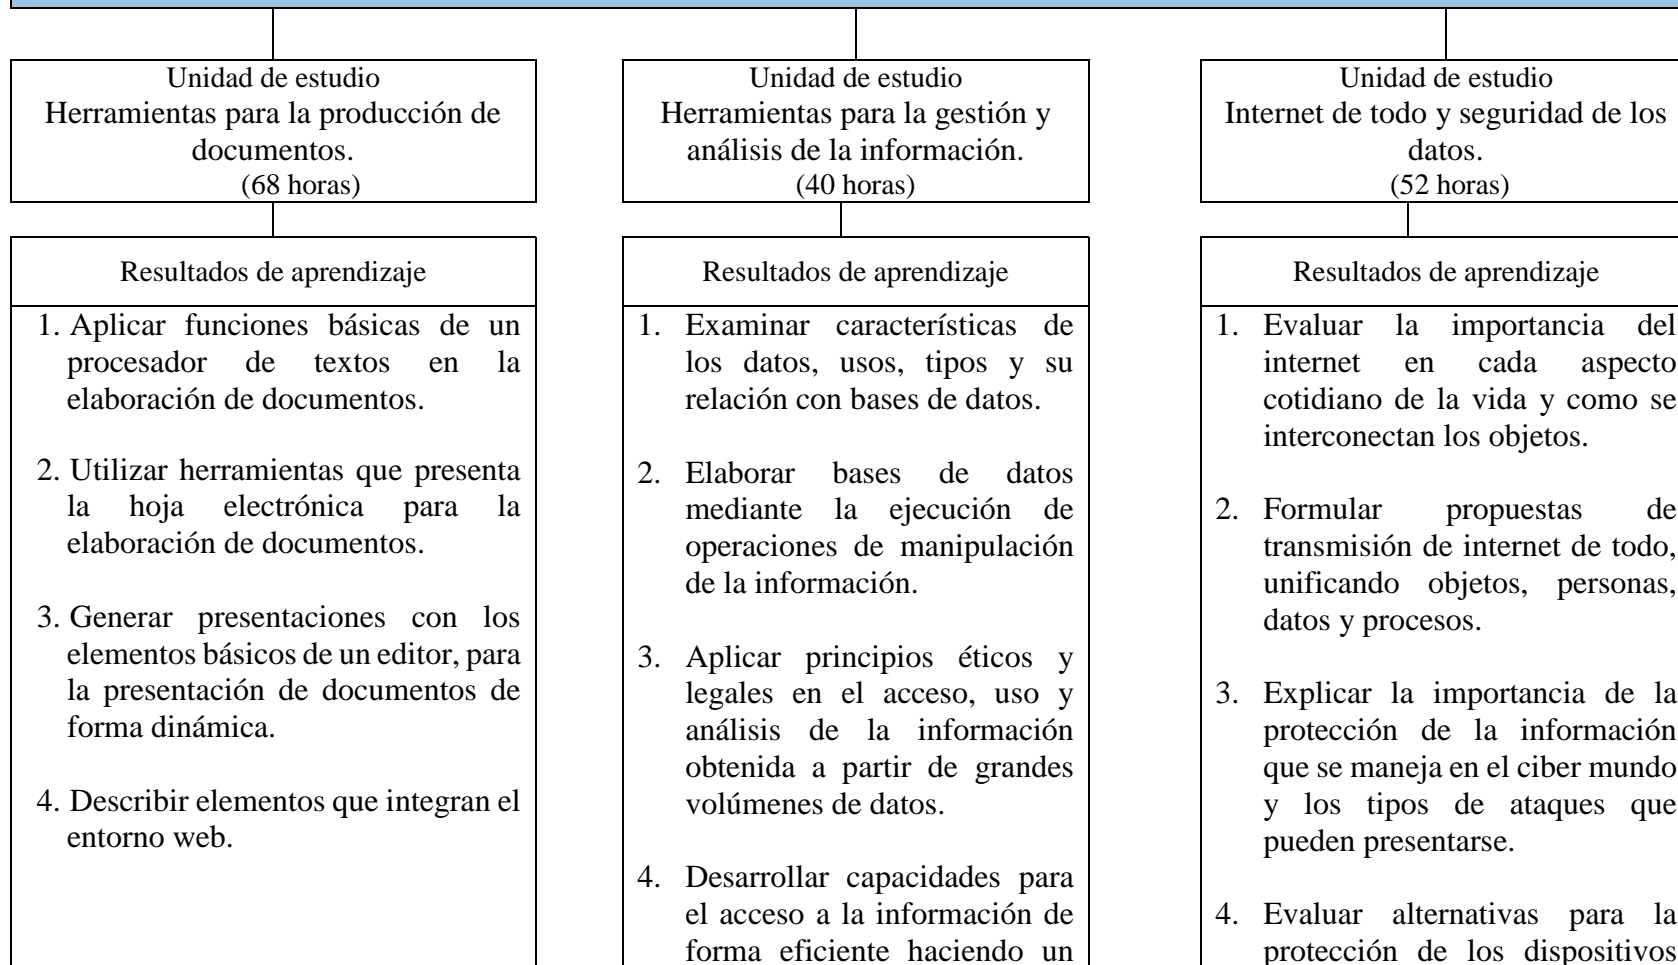 Unidad de estudio
Herramientas para la producción de
documentos.
(68 horas)
Resultados de aprendizaje
1. Aplicar funciones básicas de un
procesador de textos en la
elaboración de documentos.
2. Utilizar herramientas que presenta
la hoja electrónica para la
elaboración de documentos.
3. Generar presentaciones con los
elementos básicos de un editor, para
la presentación de documentos de
forma dinámica.
4. Describir elementos que integran el
entorno web.
Unidad de estudio
Herramientas para la gestión y
análisis de la información.
(40 horas)
Resultados de aprendizaje
1. Examinar características de
los datos, usos, tipos y su
relación con bases de datos.
2. Elaborar bases de datos
mediante la ejecución de
operaciones de manipulación
de la información.
3. Aplicar principios éticos y
legales en el acceso, uso y
análisis de la información
obtenida a partir de grandes
volúmenes de datos.
4. Desarrollar capacidades para
el acceso a la información de
forma eficiente haciendo un
Unidad de estudio
Internet de todo y seguridad de los
datos.
(52 horas)
Resultados de aprendizaje
1. Evaluar la importancia del
internet en cada aspecto
cotidiano de la vida y como se
interconectan los objetos.
2. Formular propuestas de
transmisión de internet de todo,
unificando objetos, personas,
datos y procesos.
3. Explicar la importancia de la
protección de la información
que se maneja en el ciber mundo
y los tipos de ataques que
pueden presentarse.
4. Evaluar alternativas para la
protección de los dispositivos